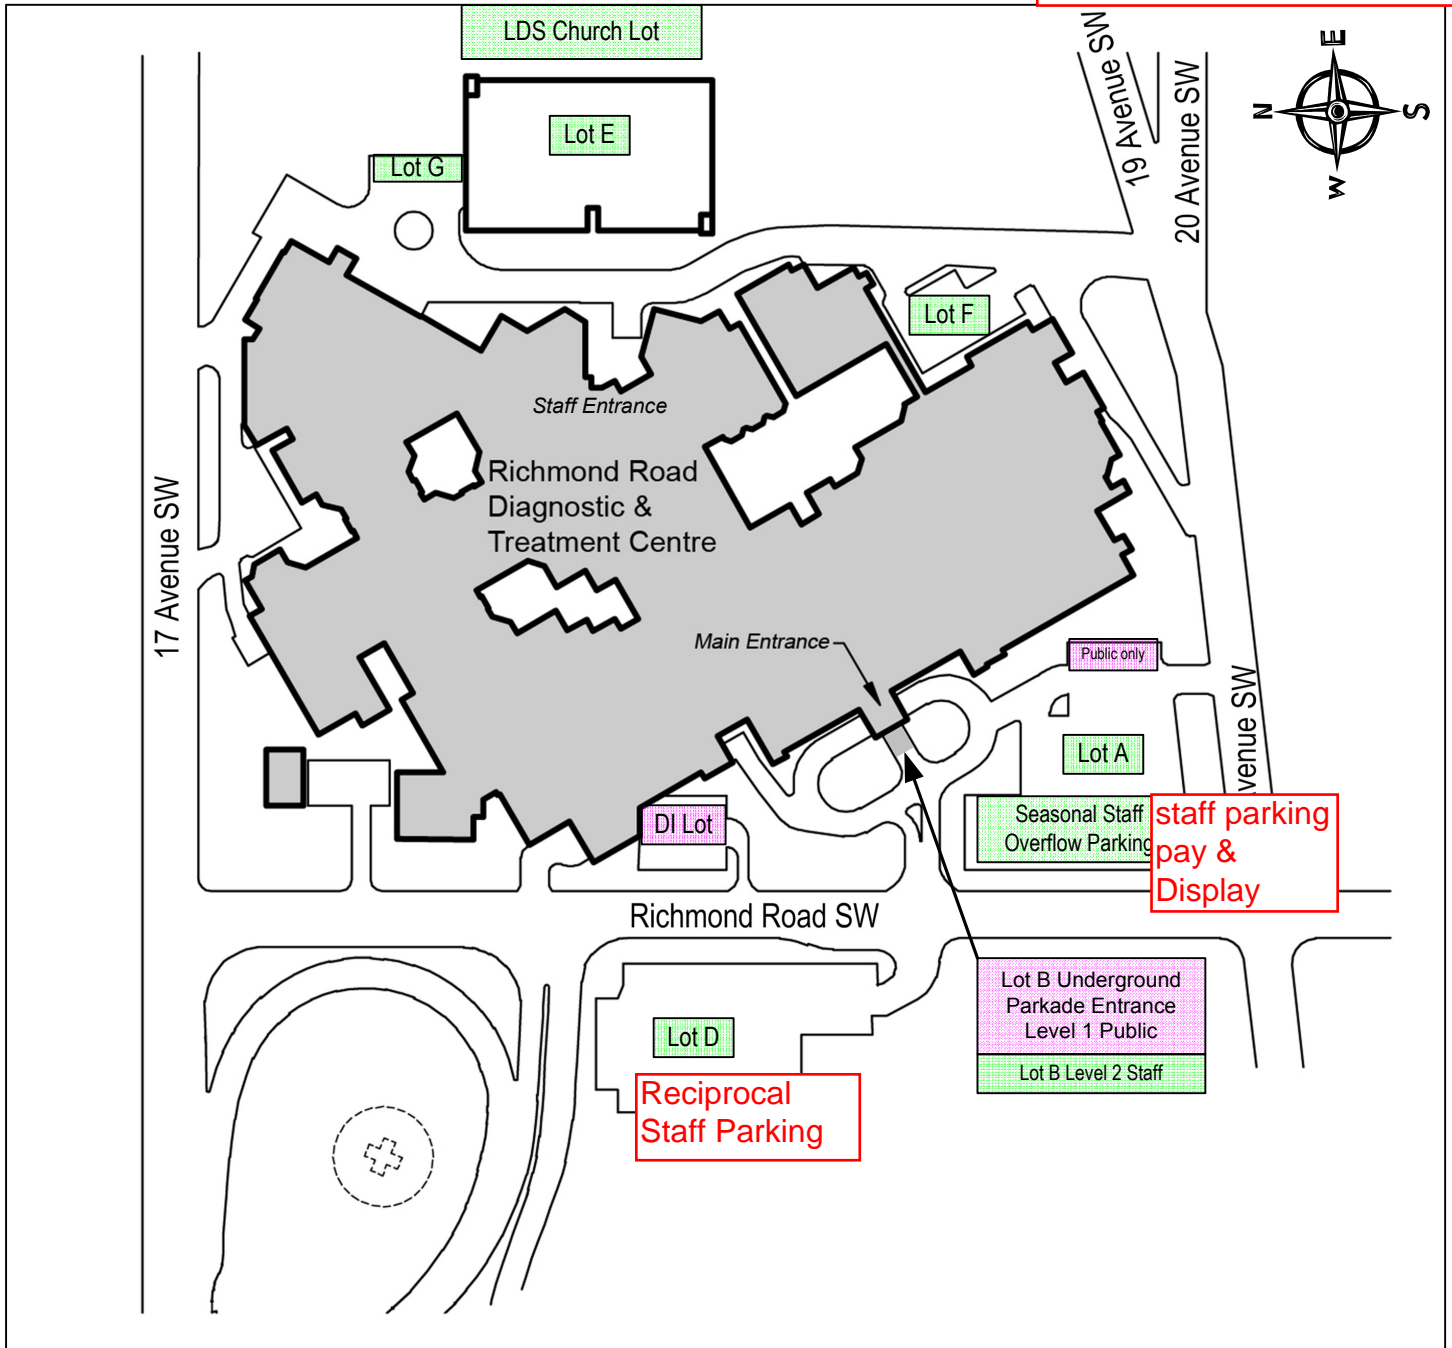 LDS Church Lot
Lot E
Lot G
19 Avenue SW
20 Avenue SW
E
N
S
W
Lot F
Staff Entrance
Richmond Road
Diagnostic &
Treatment Centre
17 Avenue SW
Main Entrance
Public only
venue SW
Lot A
Seasonal Staff
Overflow Parking
staff parking
pay &
Display
DI Lot
Richmond Road SW
Lot B Underground
Parkade Entrance
Level 1 Public
Lot B Level 2 Staff
Lot D
Reciprocal
Staff Parking